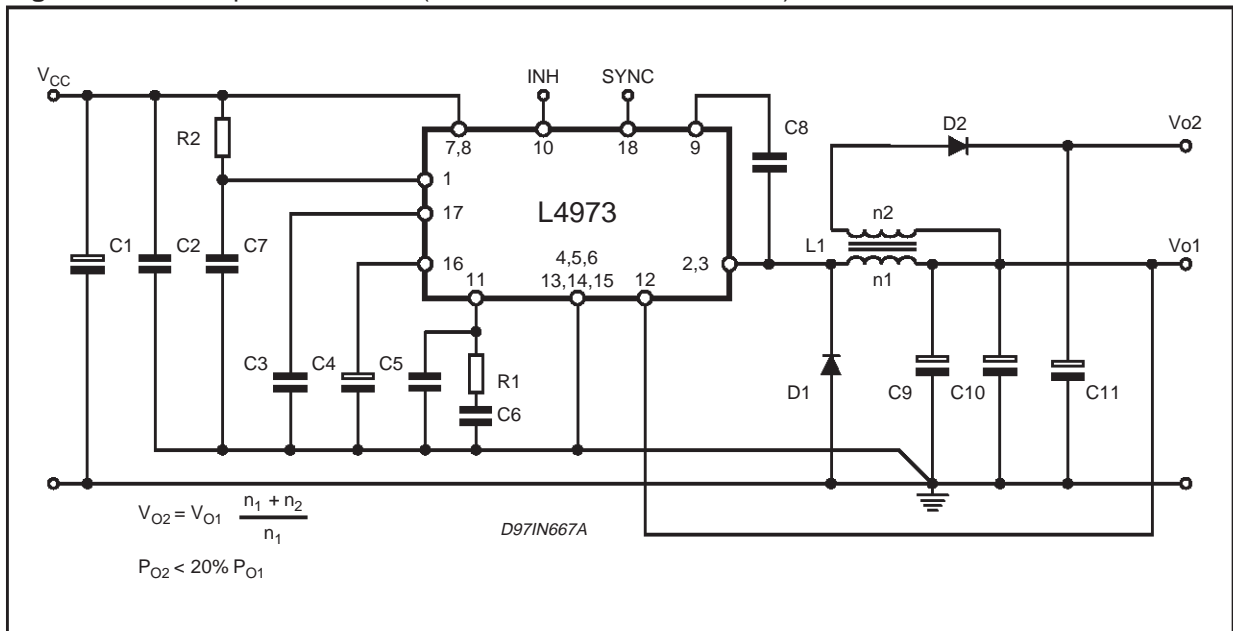 V_CC
INH
SYNC
R2
7,8
10
18
9
C8
D2
Vo2
1
17
L4973
n2
C1
C2
C7
16
4,5,6
2,3
L1
Vo1
11
13,14,15
12
n1
C3
C4
C5
R1
C6
D1
C9
C10
C11
V_O2 = V_O1 (n_1 + n_2) / n_1
D97IN667A
P_O2 < 20% P_O1